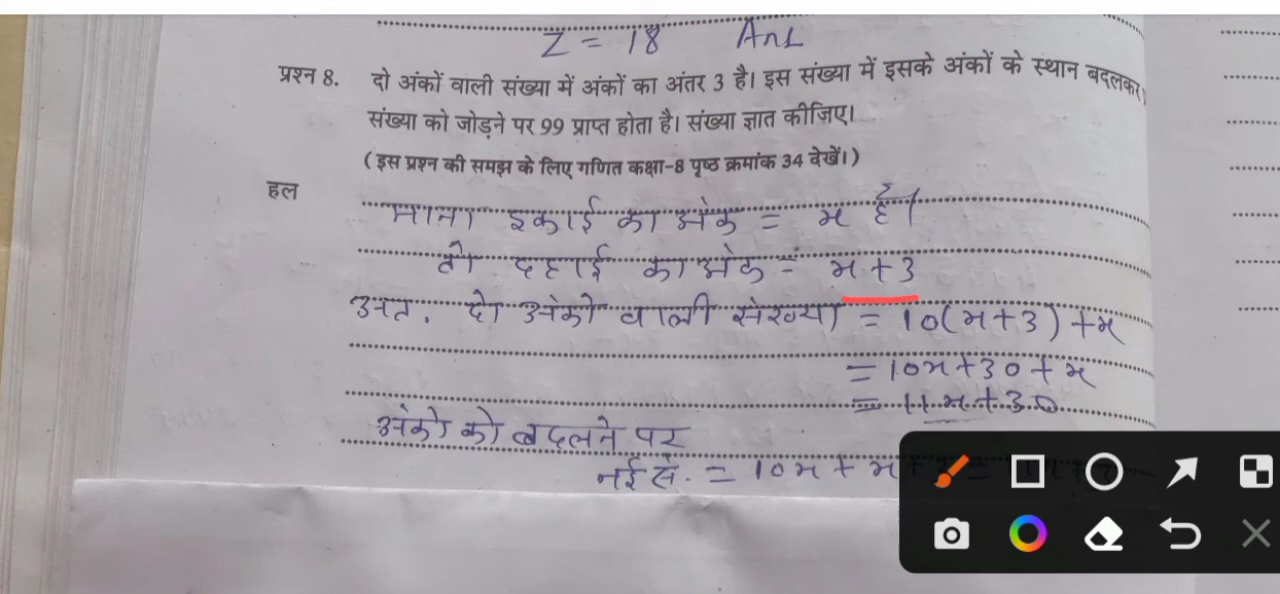 Z = 18 Ans
प्रश्न 8. दो अंकों वाली संख्या में अंकों का अंतर 3 है। इस संख्या में इसके अंकों के स्थान बदलकर
संख्या को जोड़ने पर 99 प्राप्त होता है। संख्या ज्ञात कीजिए।
(इस प्रश्न की समझ के लिए गणित कक्षा-8 पृष्ठ क्रमांक 34 देखें।)
हल
माना इकाई का अंक = x है।
तो दहाई का अंक = x + 3
अत. दो अंको वाली संख्या = 10(x+3) + x
= 10x + 30 + x
= 11x + 30
अंको को बदलने पर
नई सं. = 10x + x